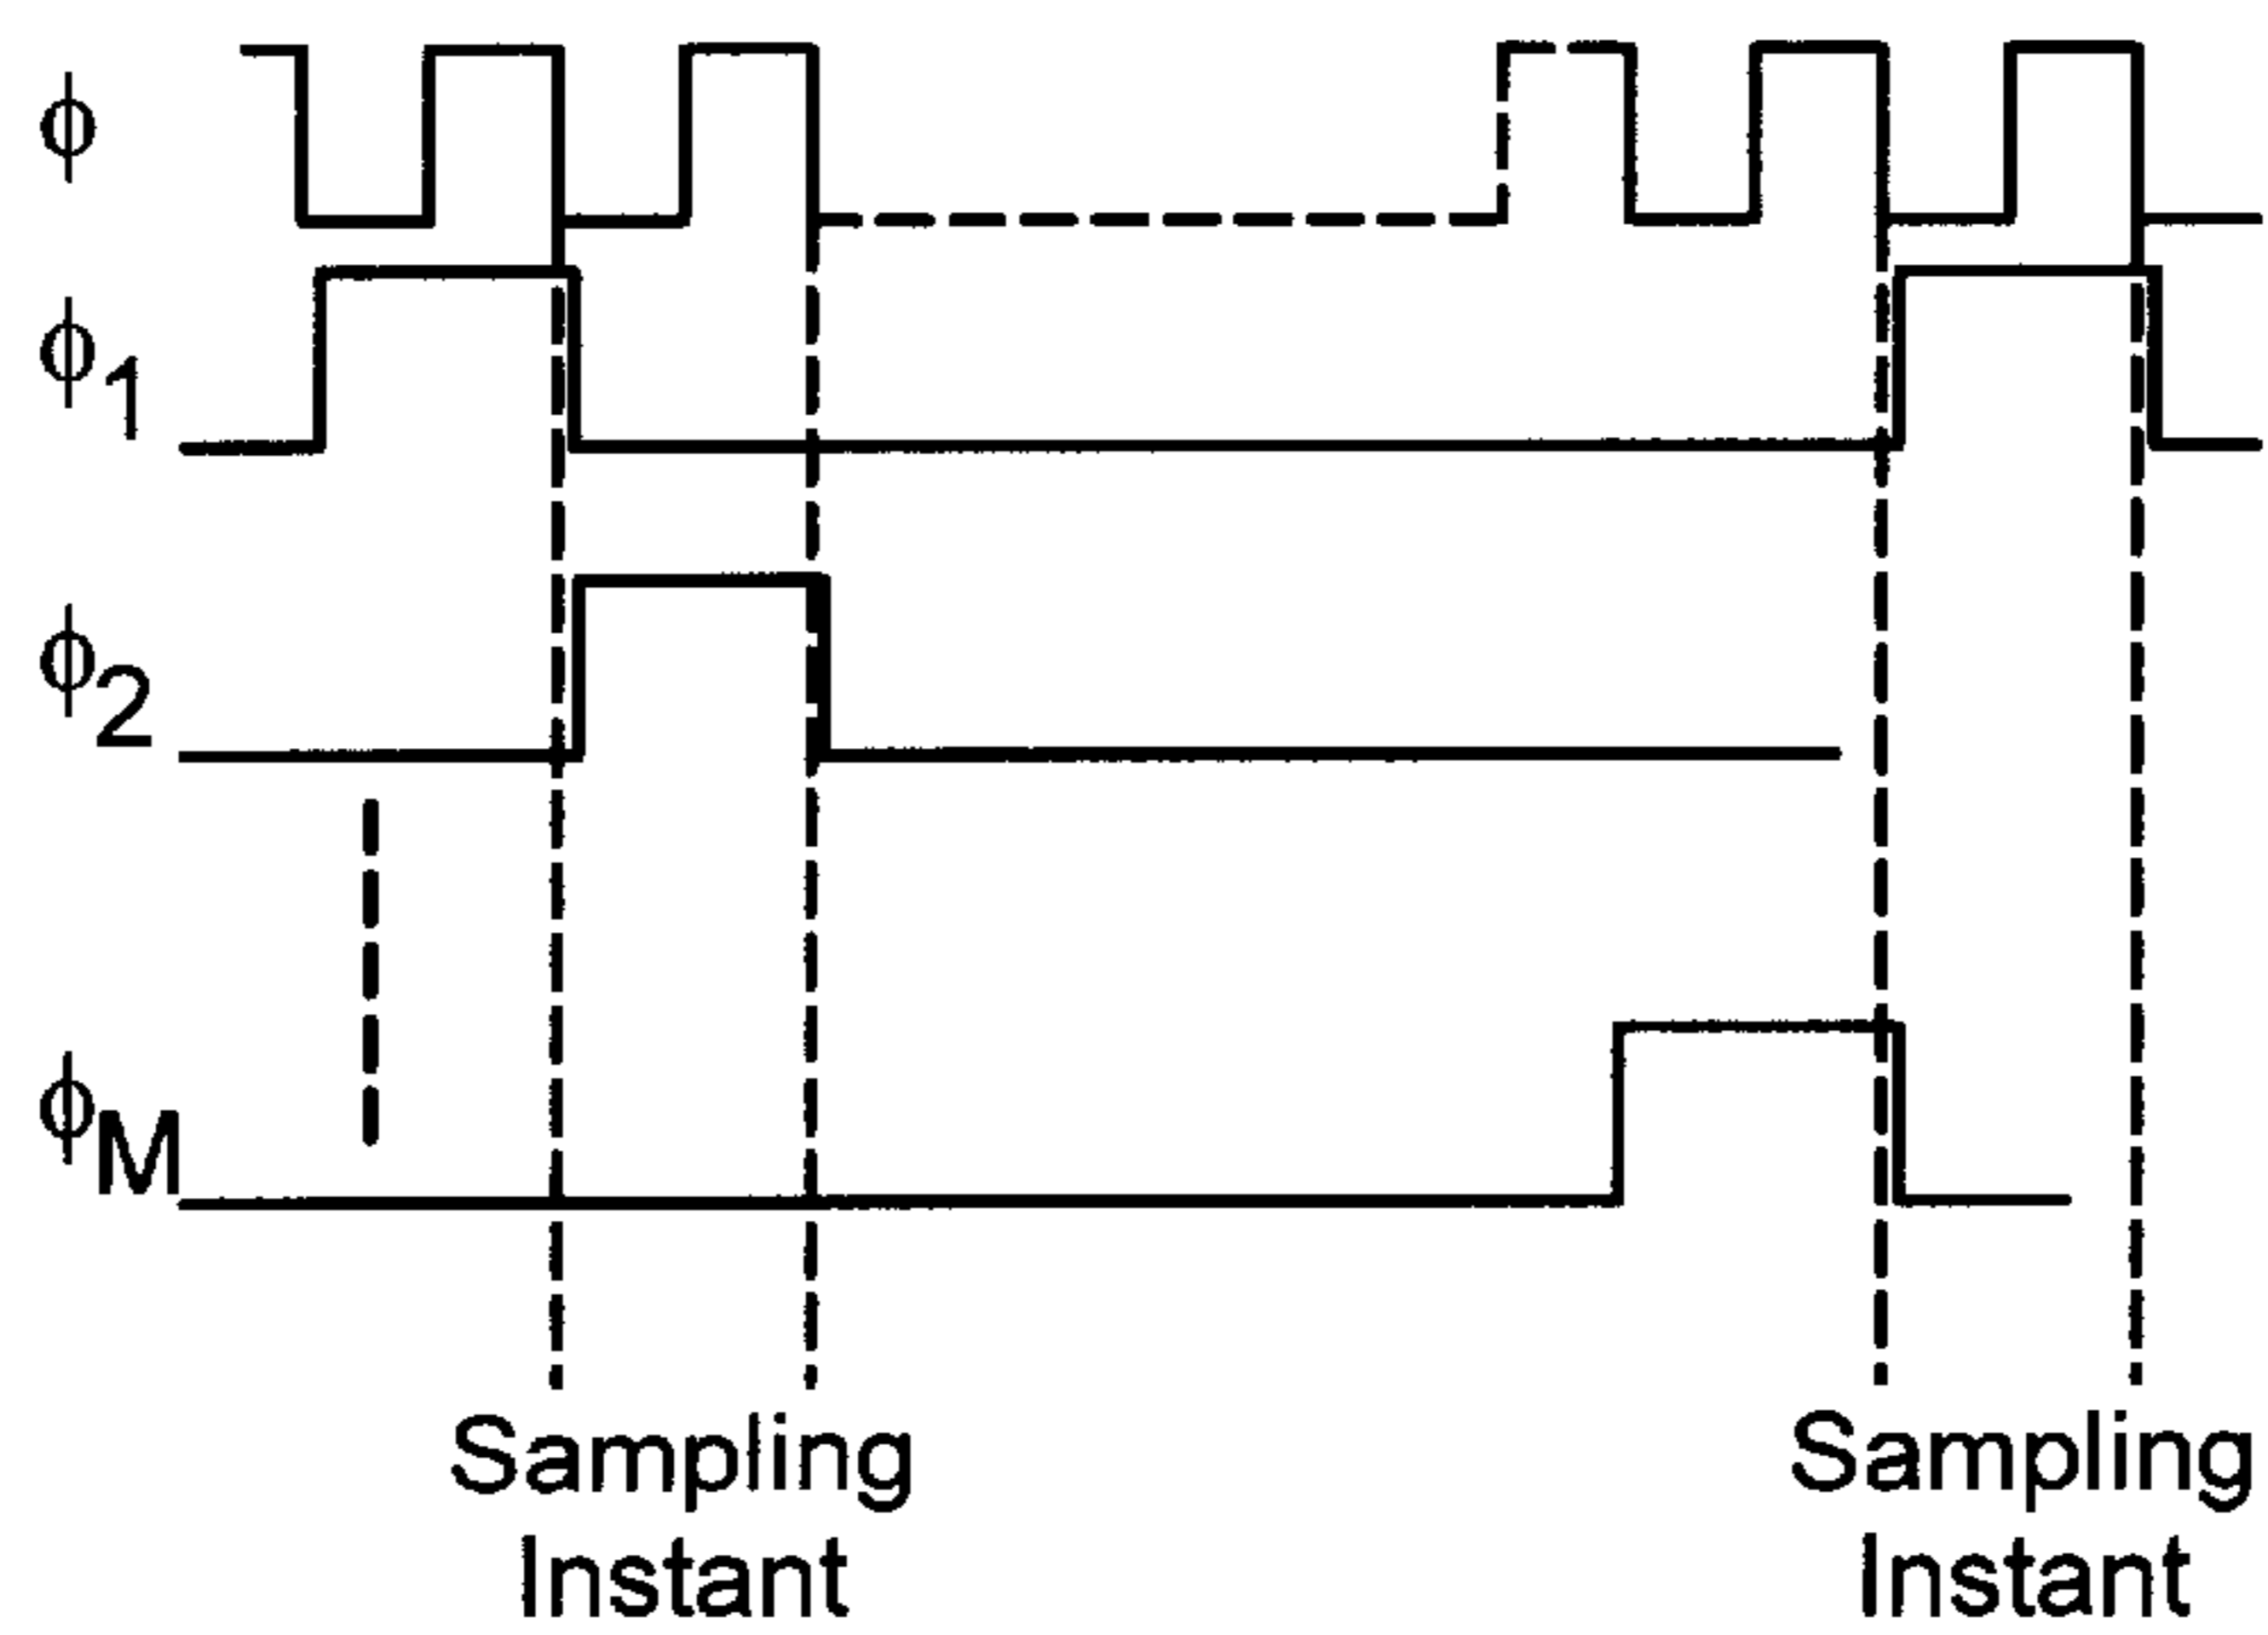 ϕ
ϕ1
ϕ2
ϕM
Sampling
Instant
Sampling
Instant